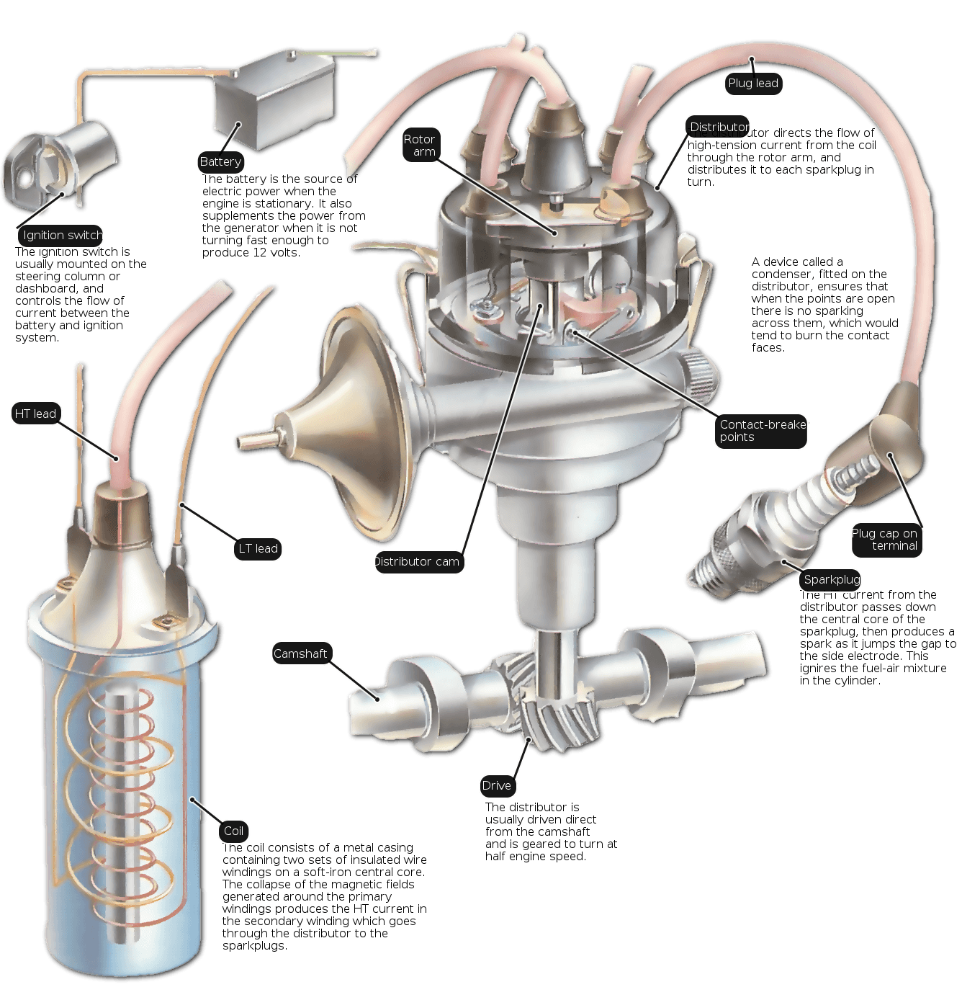 Plug lead
Rotor
arm
Distributor
The distributor directs the flow of
high-tension current from the coil
through the rotor arm, and
distributes it to each sparkplug in
turn.
Battery
The battery is the source of
electric power when the
engine is stationary. It also
supplements the power from
the generator when it is not
turning fast enough to
produce 12 volts.
Ignition switch
The ignition switch is
usually mounted on the
steering column or
dashboard, and
controls the flow of
current between the
battery and ignition
system.
A device called a
condenser, fitted on the
distributor, ensures that
when the points are open
there is no sparking
across them, which would
tend to burn the contact
faces.
HT lead
Contact-breake
points
LT lead
Distributor cam
Plug cap on
terminal
Sparkplug
The HT current from the
distributor passes down
the central core of the
sparkplug, then produces a
spark as it jumps the gap to
the side electrode. This
ignires the fuel-air mixture
in the cylinder.
Camshaft
Drive
The distributor is
usually driven direct
from the camshaft
and is geared to turn at
half engine speed.
Coil
The coil consists of a metal casing
containing two sets of insulated wire
windings on a soft-iron central core.
The collapse of the magnetic fields
generated around the primary
windings produces the HT current in
the secondary winding which goes
through the distributor to the
sparkplugs.